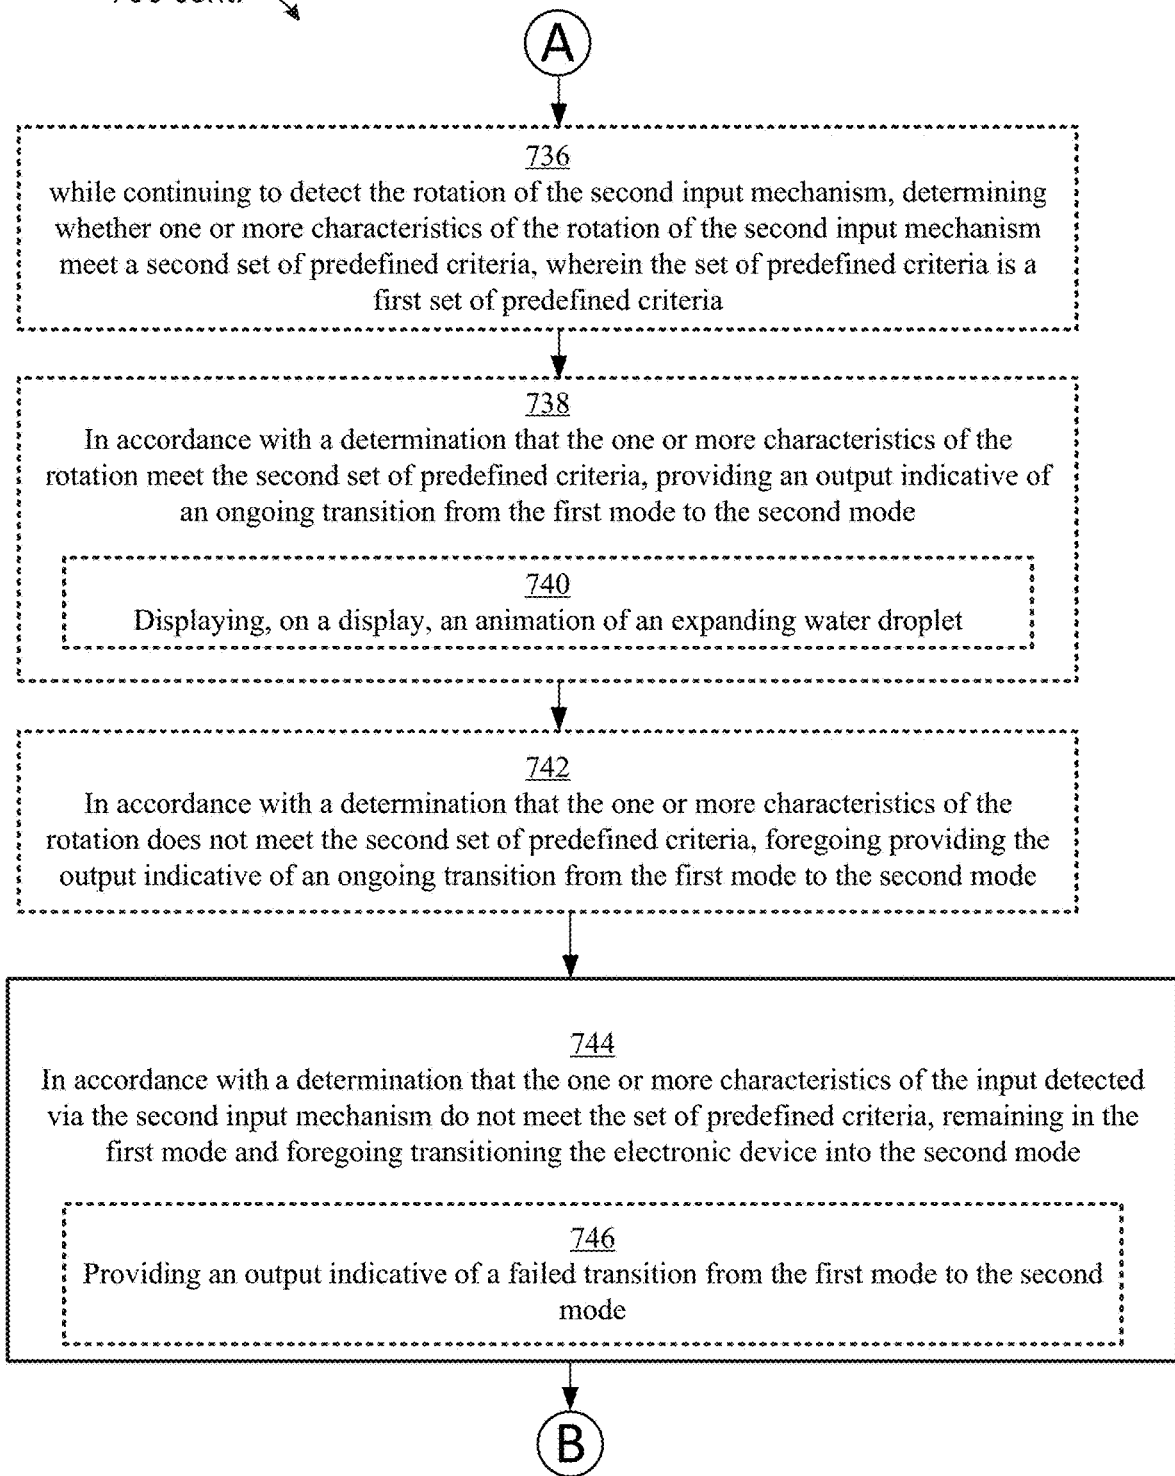 A
736
while continuing to detect the rotation of the second input mechanism, determining
whether one or more characteristics of the rotation of the second input mechanism
meet a second set of predefined criteria, wherein the set of predefined criteria is a
first set of predefined criteria
738
In accordance with a determination that the one or more characteristics of the
rotation meet the second set of predefined criteria, providing an output indicative of
an ongoing transition from the first mode to the second mode
740
Displaying, on a display, an animation of an expanding water droplet
742
In accordance with a determination that the one or more characteristics of the
rotation does not meet the second set of predefined criteria, foregoing providing the
output indicative of an ongoing transition from the first mode to the second mode
744
In accordance with a determination that the one or more characteristics of the input detected
via the second input mechanism do not meet the set of predefined criteria, remaining in the
first mode and foregoing transitioning the electronic device into the second mode
746
Providing an output indicative of a failed transition from the first mode to the second
mode
B